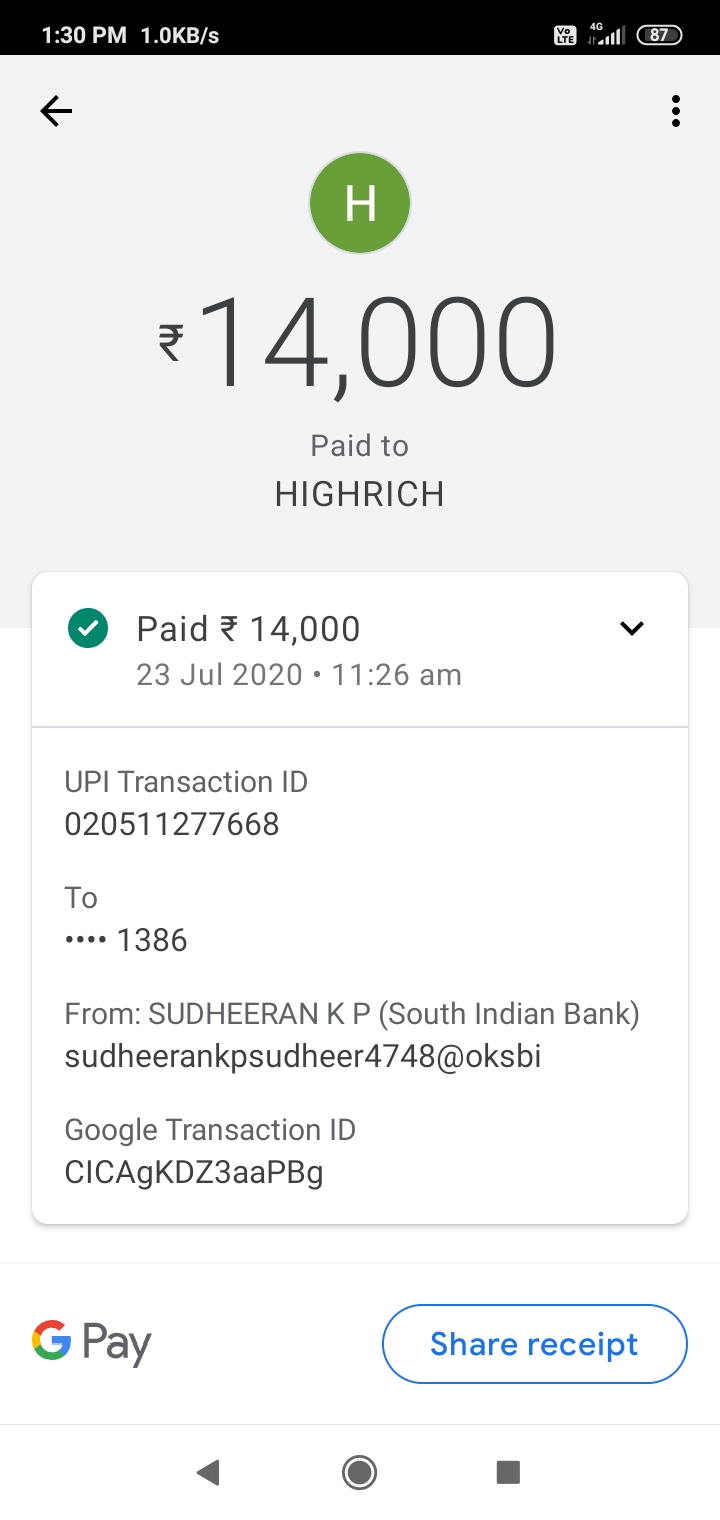 1:30 PM 1.0KB/s Vo LTE 4G 87
H
₹14,000
Paid to
HIGHRICH
Paid ₹ 14,000
23 Jul 2020 • 11:26 am
UPI Transaction ID
020511277668
To
•••• 1386
From: SUDHEERAN K P (South Indian Bank)
sudheerankpsudheer4748@oksbi
Google Transaction ID
CICAgKDZ3aaPBg
G Pay
Share receipt